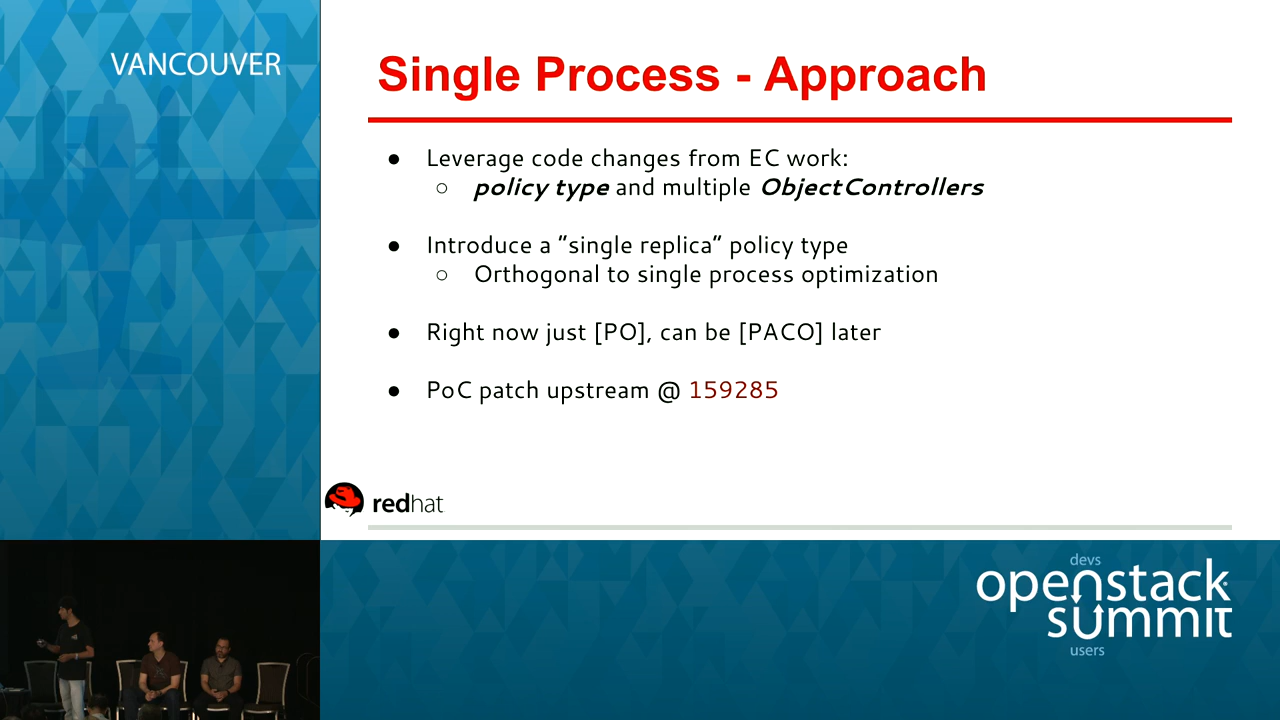 VANCOUVER
Single Process - Approach
● Leverage code changes from EC work:
○ policy type and multiple ObjectControllers
● Introduce a “single replica” policy type
○ Orthogonal to single process optimization
● Right now just [PO], can be [PACO] later
● PoC patch upstream @ 159285
redhat
devs
openstack
summit
users